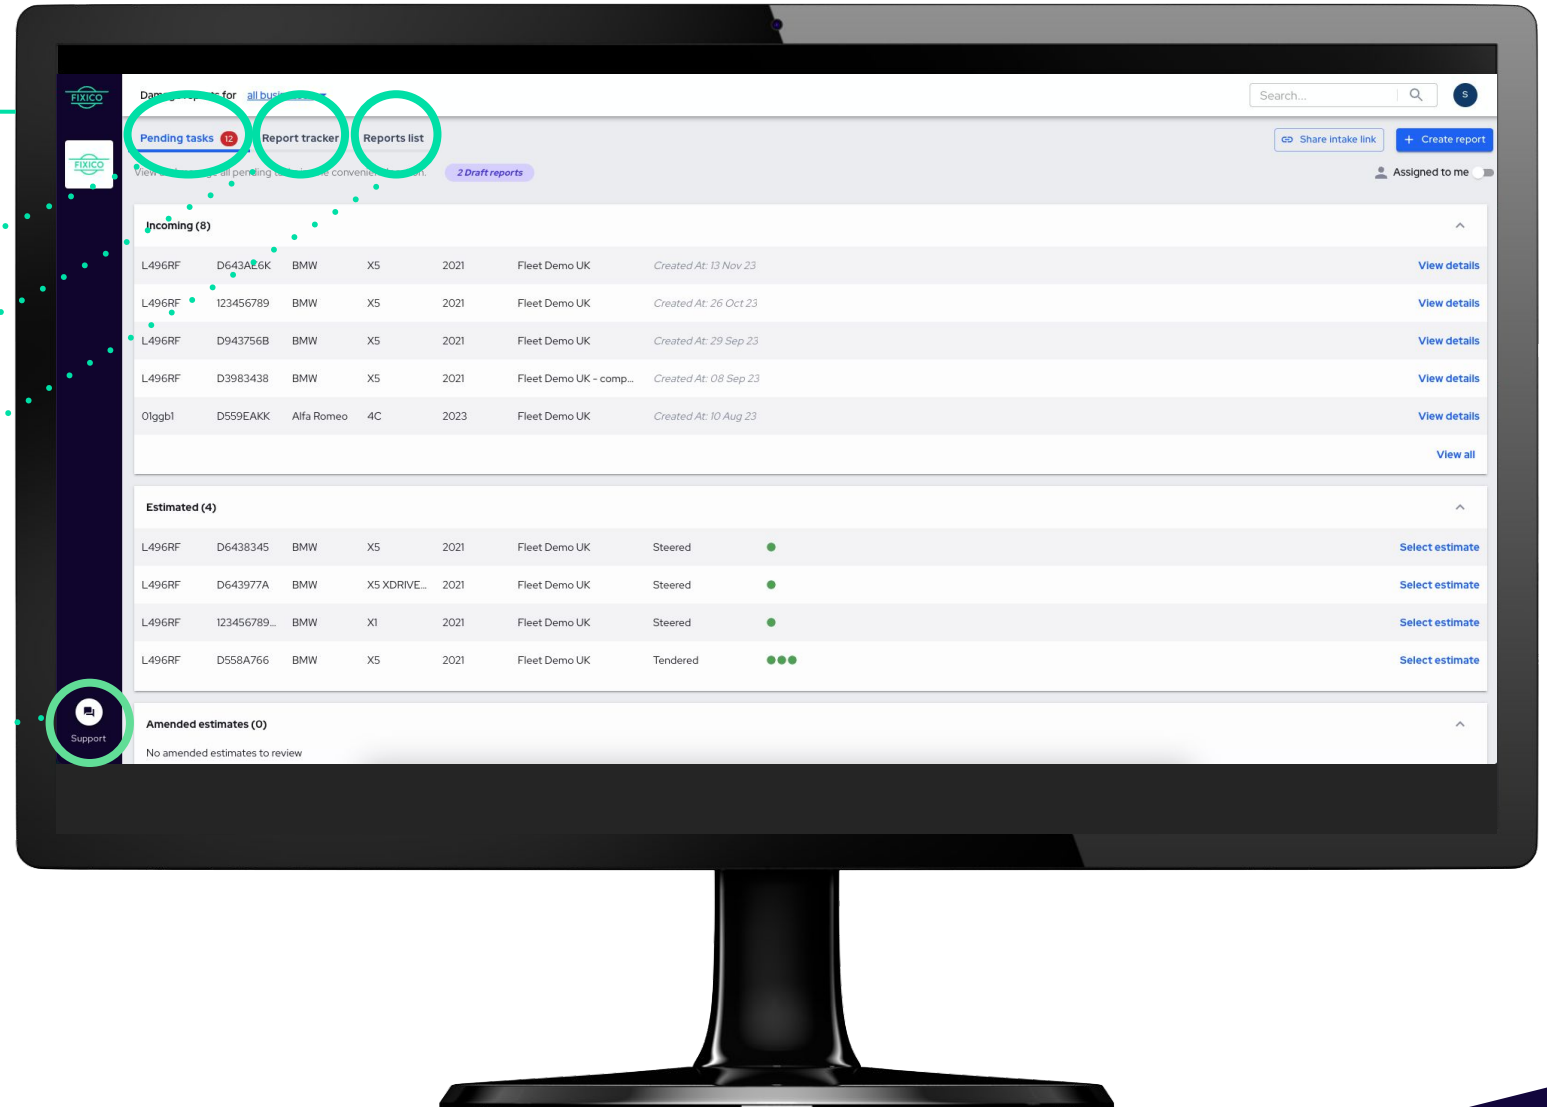 FIXICO
for
Search...
S
Pending tasks 12
Report tracker
Reports list
Share intake link
+ Create report
FIXICO
2 Draft reports
Assigned to me
Incoming (8)
L496RF D643AE6K BMW X5 2021 Fleet Demo UK Created At: 13 Nov 23 View details
L496RF 123456789 BMW X5 2021 Fleet Demo UK Created At: 26 Oct 23 View details
L496RF D943756B BMW X5 2021 Fleet Demo UK Created At: 29 Sep 23 View details
L496RF D3983438 BMW X5 2021 Fleet Demo UK - comp... Created At: 08 Sep 23 View details
01ggb1 D559EAKK Alfa Romeo 4C 2023 Fleet Demo UK Created At: 10 Aug 23 View details
View all
Estimated (4)
L496RF D6438345 BMW X5 2021 Fleet Demo UK Steered Select estimate
L496RF D643977A BMW X5 XDRIVE... 2021 Fleet Demo UK Steered Select estimate
L496RF 123456789... BMW X1 2021 Fleet Demo UK Steered Select estimate
L496RF D558A766 BMW X5 2021 Fleet Demo UK Tendered Select estimate
Support
Amended estimates (0)
No amended estimates to review